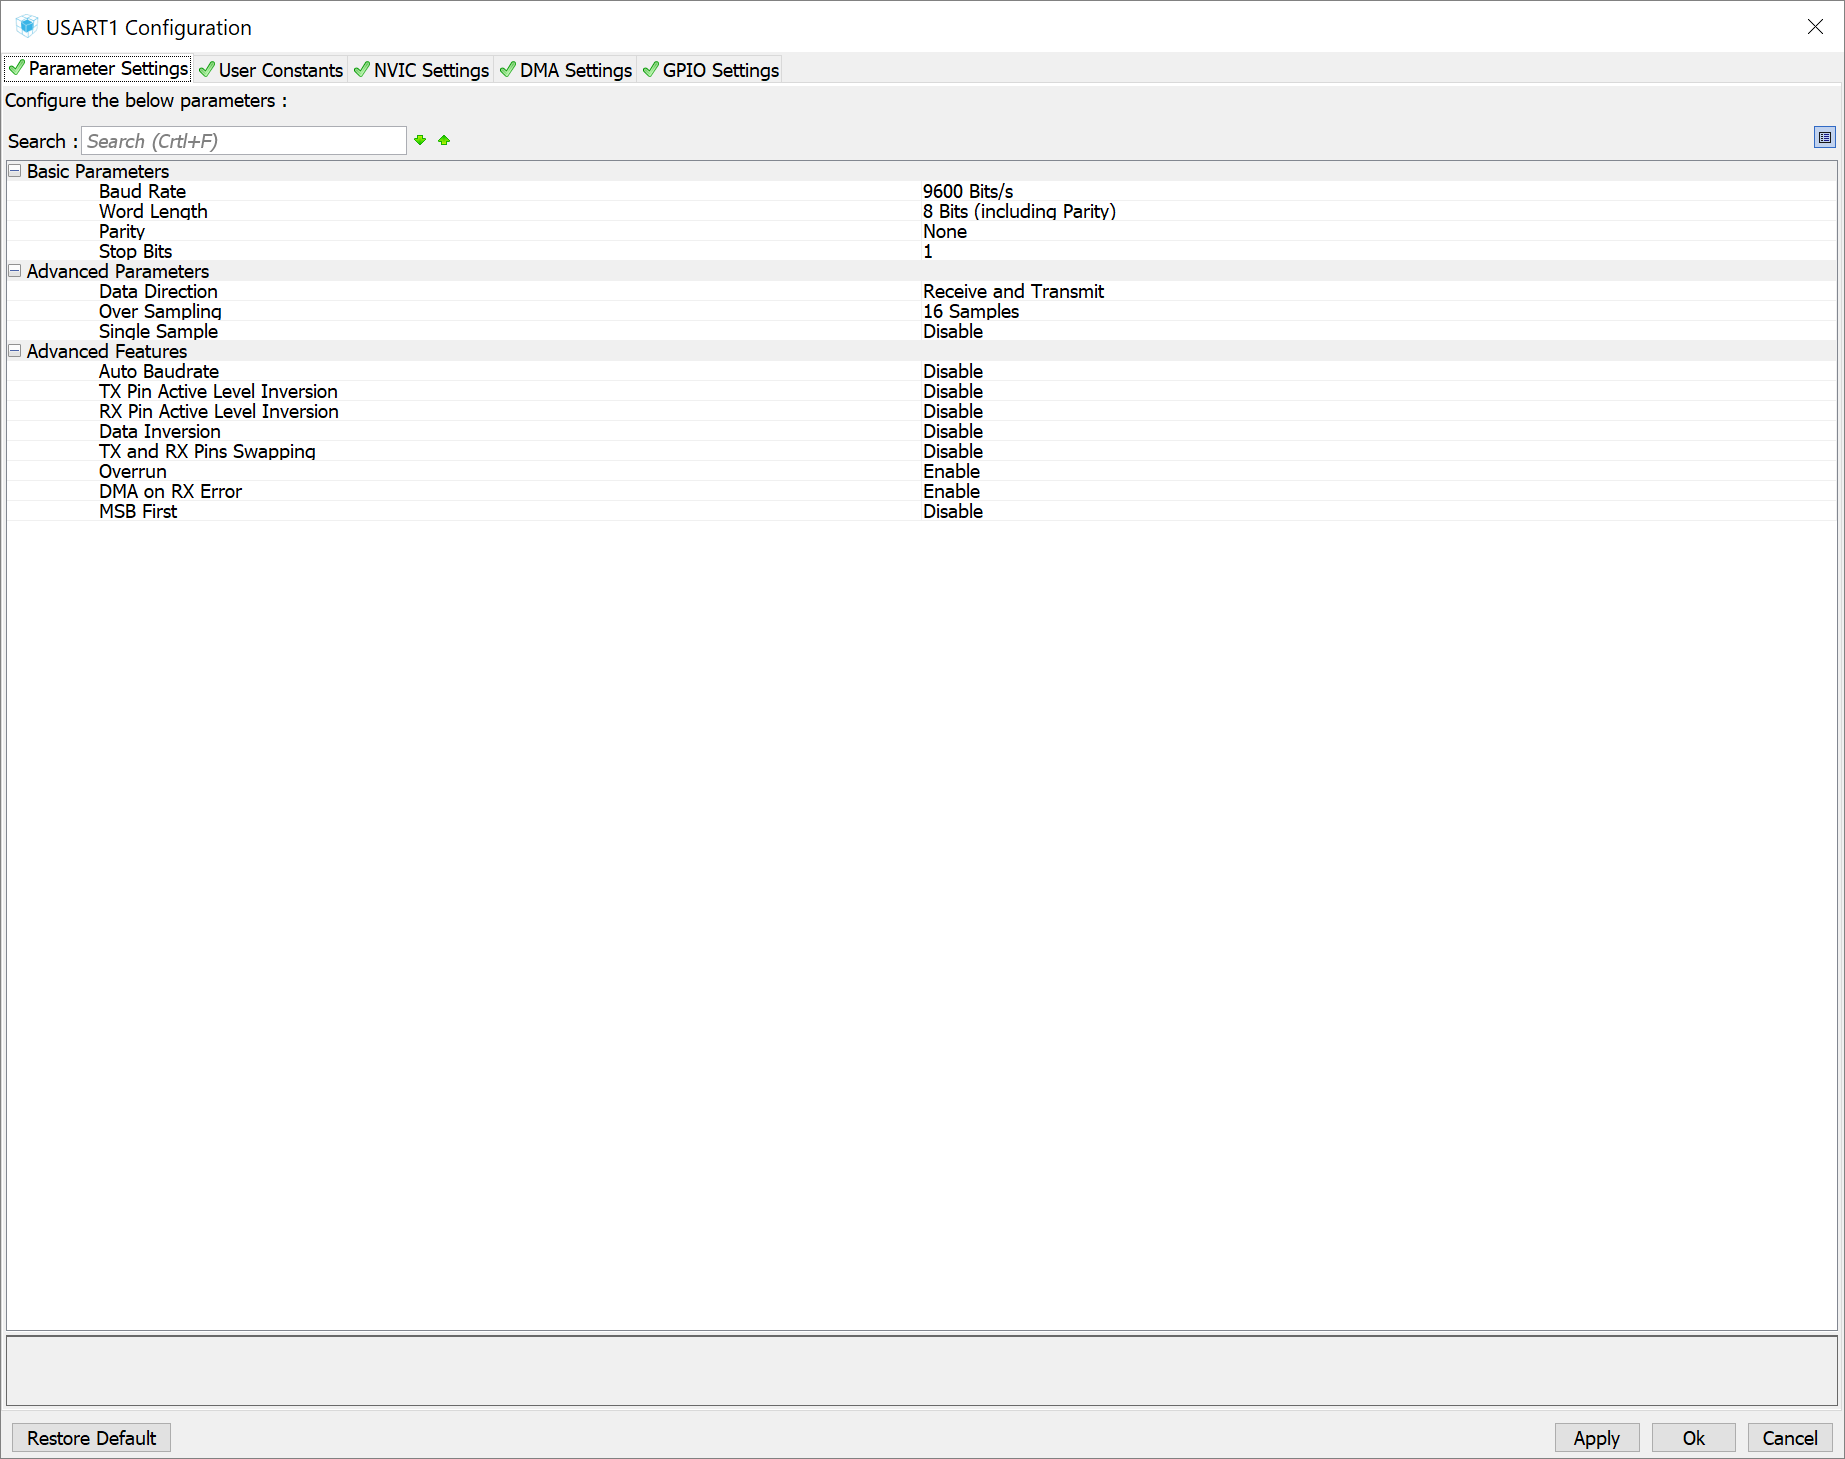 USART1 Configuration
Parameter Settings User Constants NVIC Settings DMA Settings GPIO Settings
Configure the below parameters :
Search : Search (Crtl+F)
Basic Parameters
Baud Rate 9600 Bits/s
Word Length 8 Bits (including Parity)
Parity None
Stop Bits 1
Advanced Parameters
Data Direction Receive and Transmit
Over Sampling 16 Samples
Single Sample Disable
Advanced Features
Auto Baudrate Disable
TX Pin Active Level Inversion Disable
RX Pin Active Level Inversion Disable
Data Inversion Disable
TX and RX Pins Swapping Disable
Overrun Enable
DMA on RX Error Enable
MSB First Disable
Restore Default Apply Ok Cancel